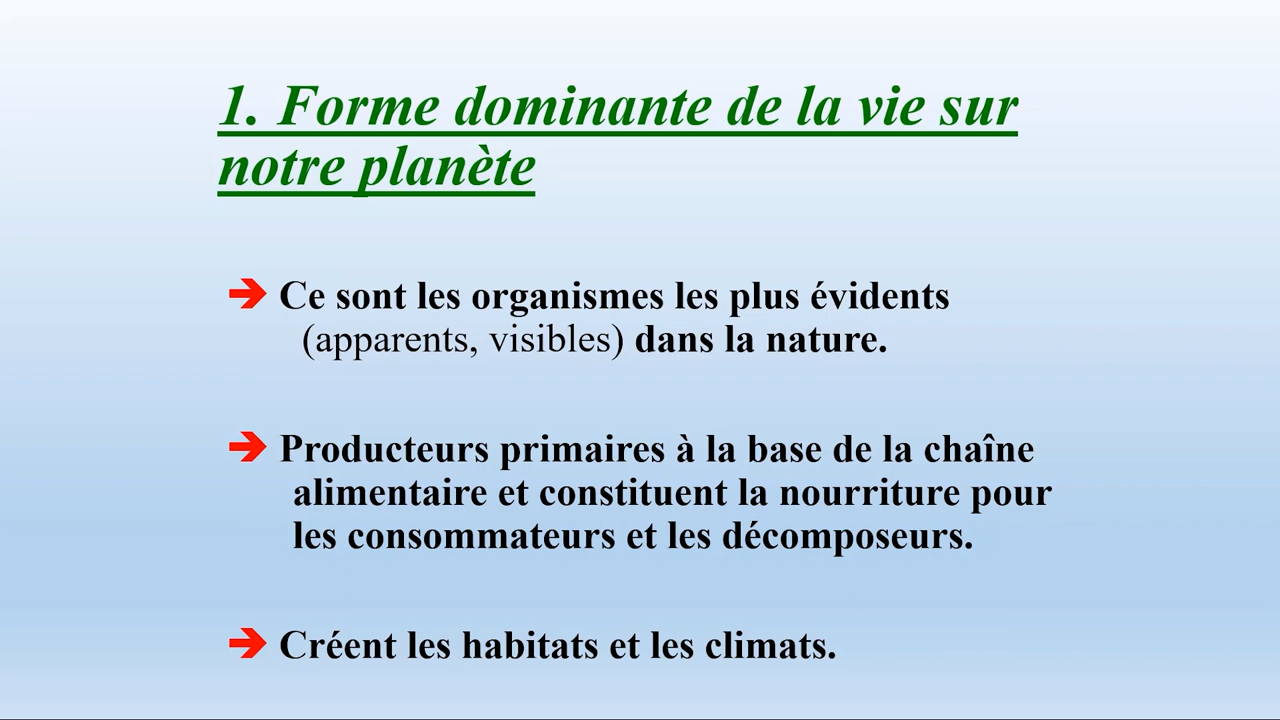 1. Forme dominante de la vie sur
notre planète
➔ Ce sont les organismes les plus évidents
(apparents, visibles) dans la nature.
➔ Producteurs primaires à la base de la chaîne
alimentaire et constituent la nourriture pour
les consommateurs et les décomposeurs.
➔ Créent les habitats et les climats.